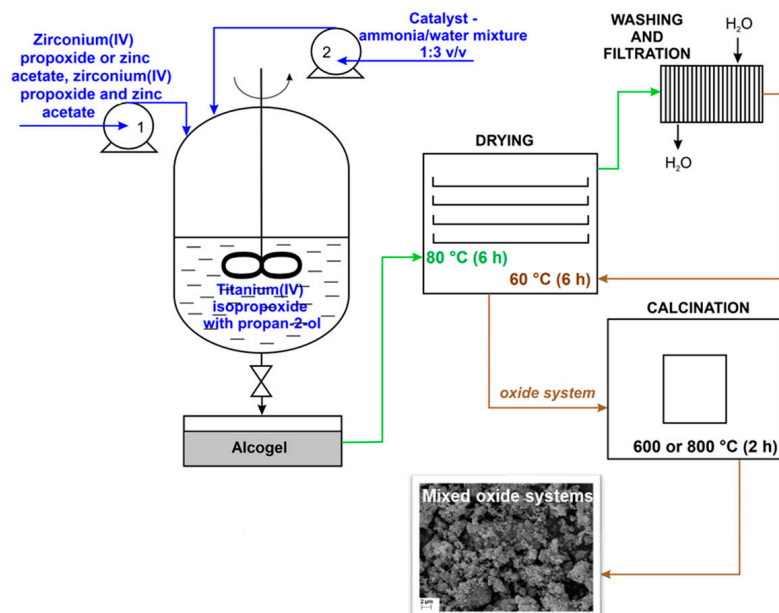 Zirconium(IV)
propoxide or zinc
acetate, zirconium(IV)
propoxide and zinc
acetate
1
2
Catalyst -
ammonia/water mixture
1:3 v/v
WASHING
AND
FILTRATION
H₂O
H₂O
DRYING
80 °C (6 h)
60 °C (6 h)
Titanium(IV)
isopropoxide
with propan-2-ol
Alcogel
CALCINATION
oxide system
600 or 800 °C (2 h)
Mixed oxide systems
2 µm